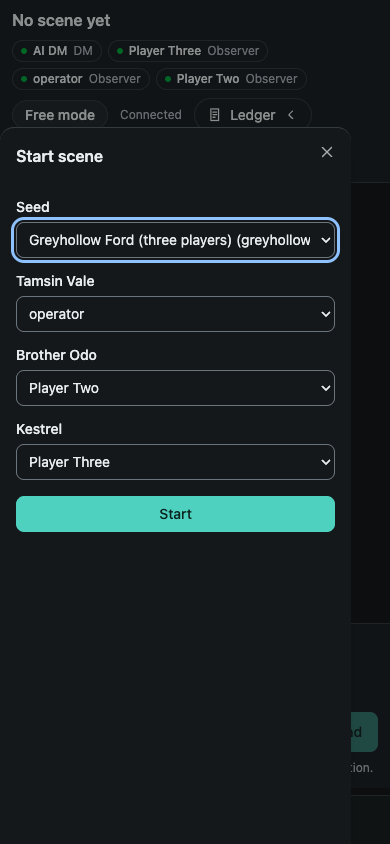 No scene yet
AI DM DM Player Three Observer
operator Observer Player Two Observer
Free mode Connected Ledger
Start scene
Seed
Greyhollow Ford (three players) (greyhollow
Tamsin Vale
operator
Brother Odo
Player Two
Kestrel
Player Three
Start
tion.